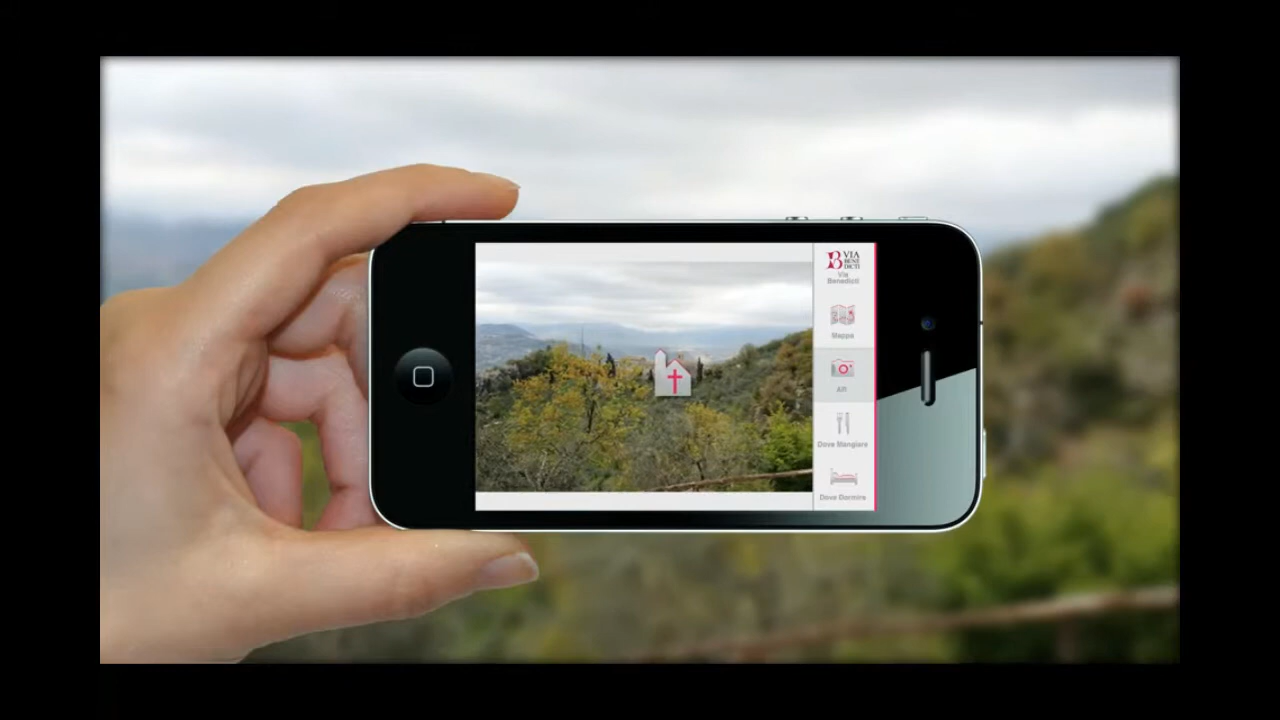 VIA
BENE
DICTI
Via
Benedicti
Mappa
AR
Dove Mangiare
Dove Dormire